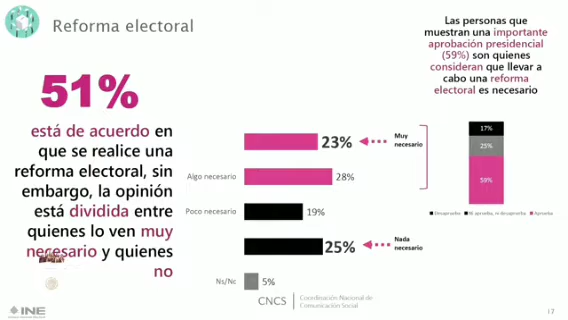 Reforma electoral
51%
está de acuerdo en
que se realice una
reforma electoral, sin
embargo, la opinión
está dividida entre
quienes lo ven muy
necesario y quienes
no
23%
Muy
necesario
Algo necesario
28%
Poco necesario
19%
25%
Nada
necesario
Ns/Nc
5%
Las personas que
muestran una importante
aprobación presidencial
(59%) son quienes
consideran que llevar a
cabo una reforma
electoral es necesario
17%
25%
59%
Desaprueba
Ni aprueba, ni desaprueba
Aprueba
INE
CNCS
Coordinación Nacional de
Comunicación Social
17